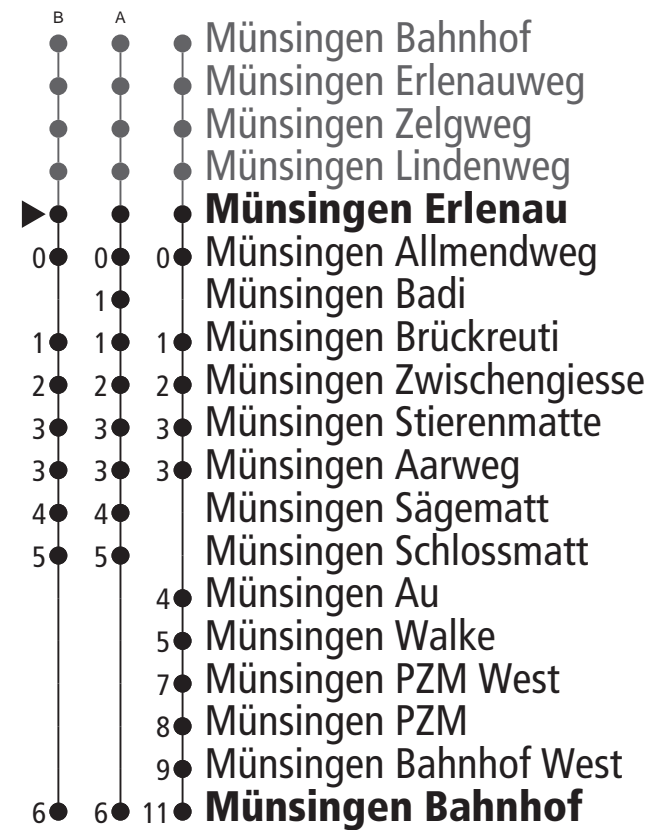 B A
Münsingen Bahnhof
Münsingen Erlenauweg
Münsingen Zelgweg
Münsingen Lindenweg
Münsingen Erlenau
0 0 0 Münsingen Allmendweg
1 Münsingen Badi
1 1 1 Münsingen Brückreuti
2 2 2 Münsingen Zwischengiesse
3 3 3 Münsingen Stierenmatte
3 3 3 Münsingen Aarweg
4 4 Münsingen Sägematt
5 5 Münsingen Schlossmatt
4 Münsingen Au
5 Münsingen Walke
7 Münsingen PZM West
8 Münsingen PZM
9 Münsingen Bahnhof West
6 6 11 Münsingen Bahnhof